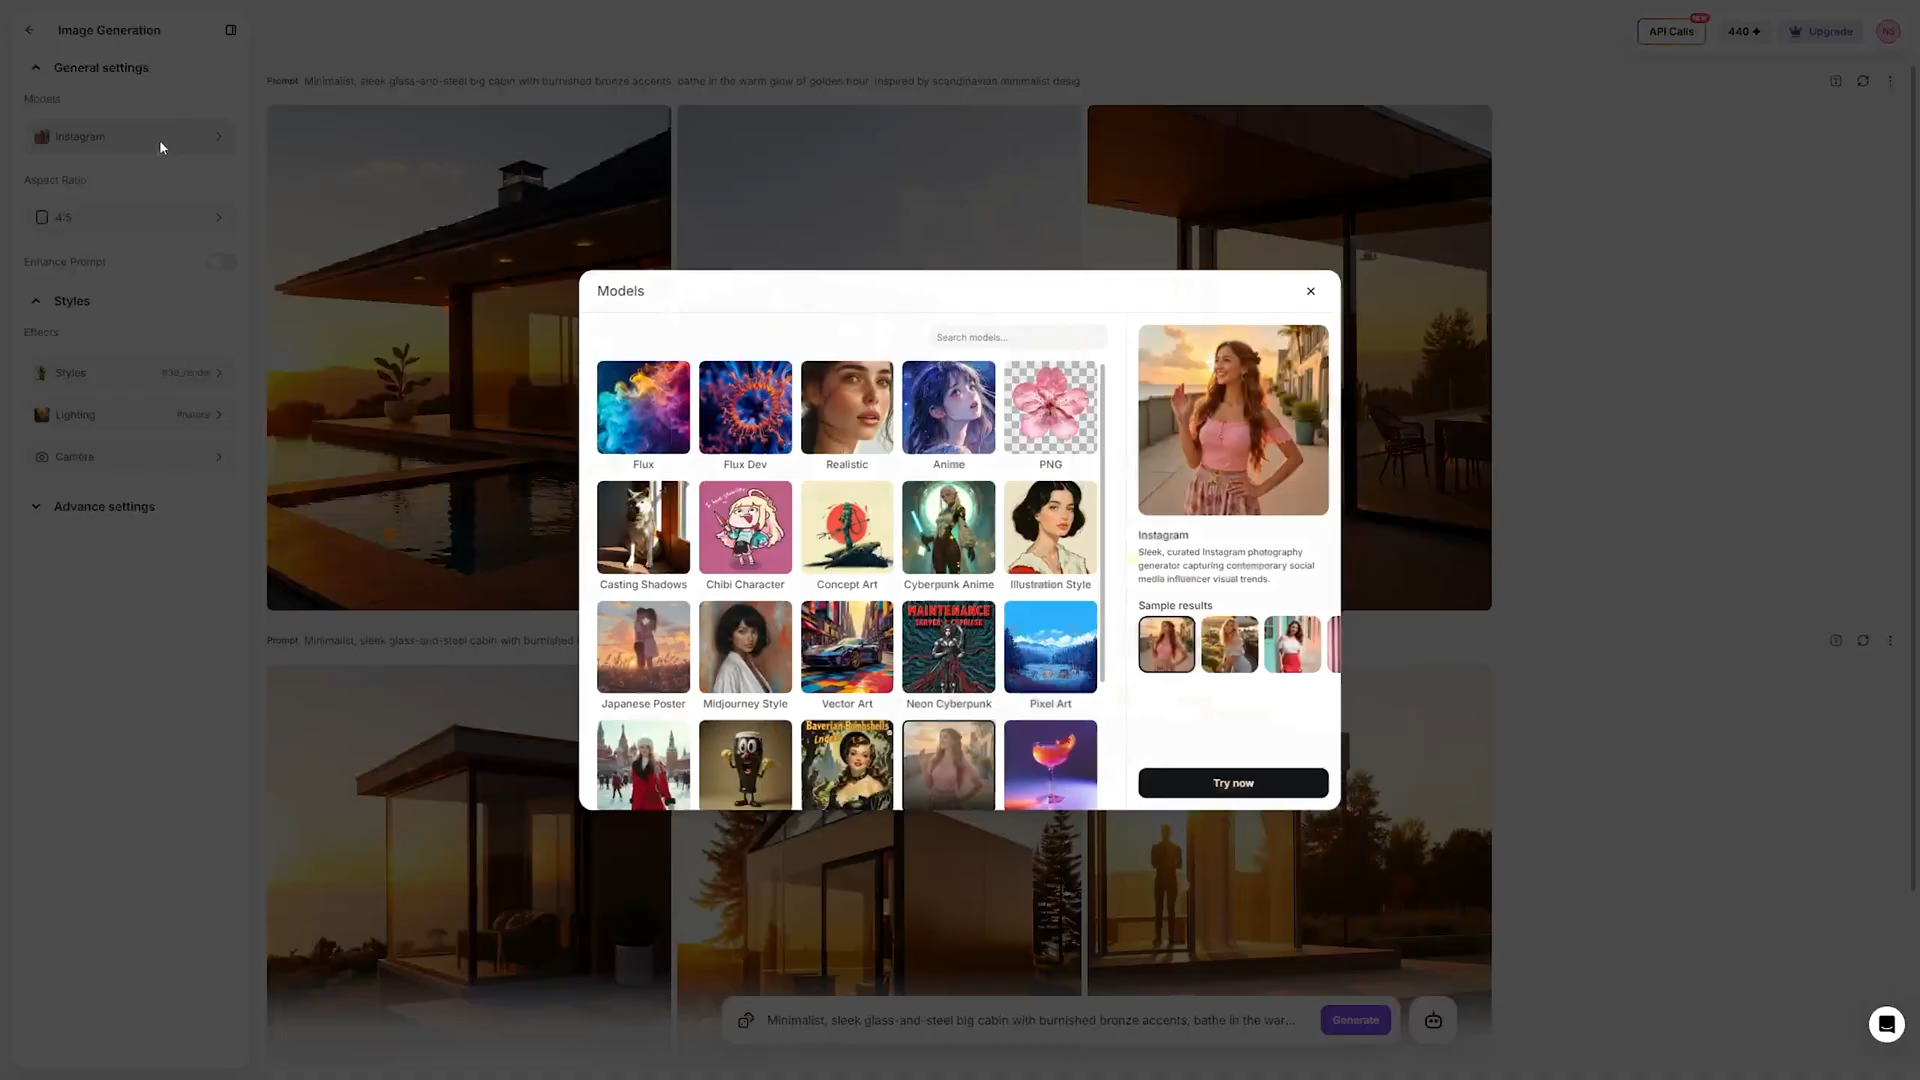 Image Generation
API Calls
NEW
440
Upgrade
NS
General settings
Models
Instagram
Aspect Ratio
4:5
Enhance Prompt
Styles
Effects
Styles
#3d_render
Lighting
#natura
Camera
Advance settings
Prompt Minimalist, sleek glass-and-steel big cabin with burnished bronze accents, bathe in the warm glow of golden hour. Inspired by scandinavian minimalist desig
Prompt Minimalist, sleek glass-and-steel cabin with burnished
Models
Search models...
Flux
Flux Dev
Realistic
Anime
PNG
Casting Shadows
Chibi Character
Concept Art
Cyberpunk Anime
Illustration Style
MAINTENANCE
Japanese Poster
Midjourney Style
Vector Art
Neon Cyberpunk
Pixel Art
Baverian Bombshells
Instagram
Sleek, curated Instagram photography
generator capturing contemporary social
media influencer visual trends.
Sample results
Try now
Minimalist, sleek glass-and-steel big cabin with burnished bronze accents, bathe in the war...
Generate